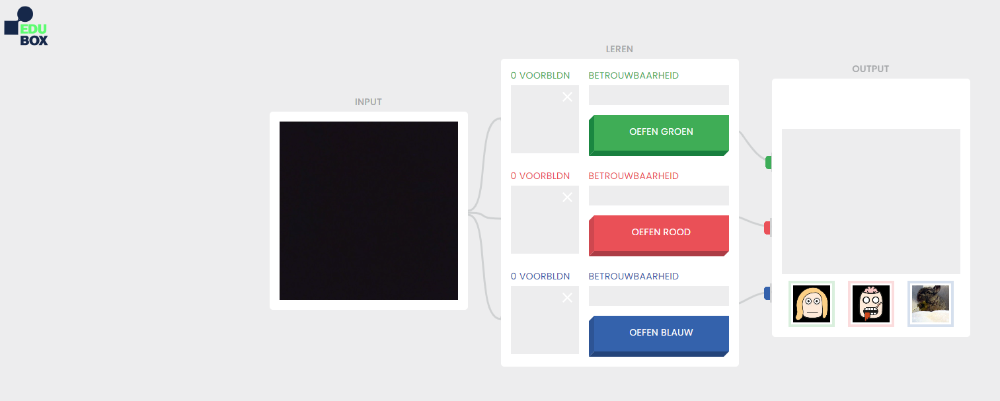 EDU
BOX
INPUT
LEREN
0 VOORBLDN
BETROUWBAARHEID
OEFEN GROEN
0 VOORBLDN
BETROUWBAARHEID
OEFEN ROOD
0 VOORBLDN
BETROUWBAARHEID
OEFEN BLAUW
OUTPUT